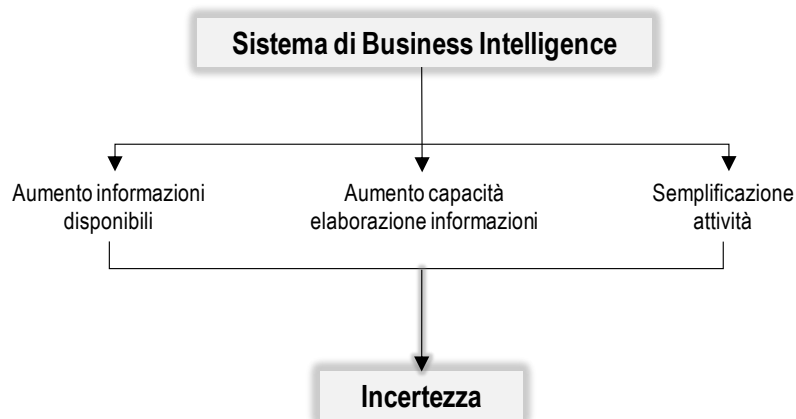 Sistema di Business Intelligence
Aumento informazioni
disponibili
Aumento capacità
elaborazione informazioni
Semplificazione
attività
Incertezza